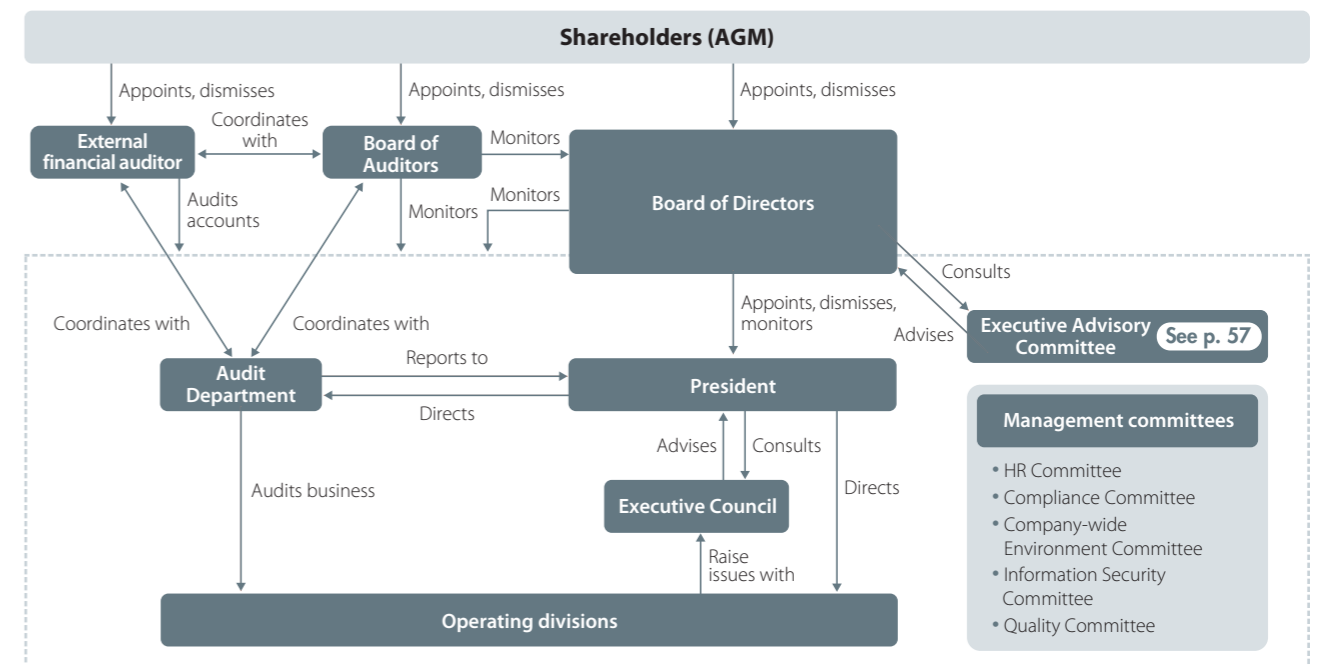 Shareholders (AGM)
Appoints, dismisses
Appoints, dismisses
Appoints, dismisses
External
financial auditor
Coordinates
with
Board of
Auditors
Monitors
Board of Directors
Audits
accounts
Monitors
Monitors
Consults
Advises
Executive Advisory
Committee
See p. 57
Appoints, dismisses,
monitors
Coordinates with
Coordinates with
Audit
Department
Reports to
Directs
President
Management committees
• HR Committee
• Compliance Committee
• Company-wide
Environment Committee
• Information Security
Committee
• Quality Committee
Advises
Consults
Directs
Audits business
Executive Council
Raise
issues with
Operating divisions